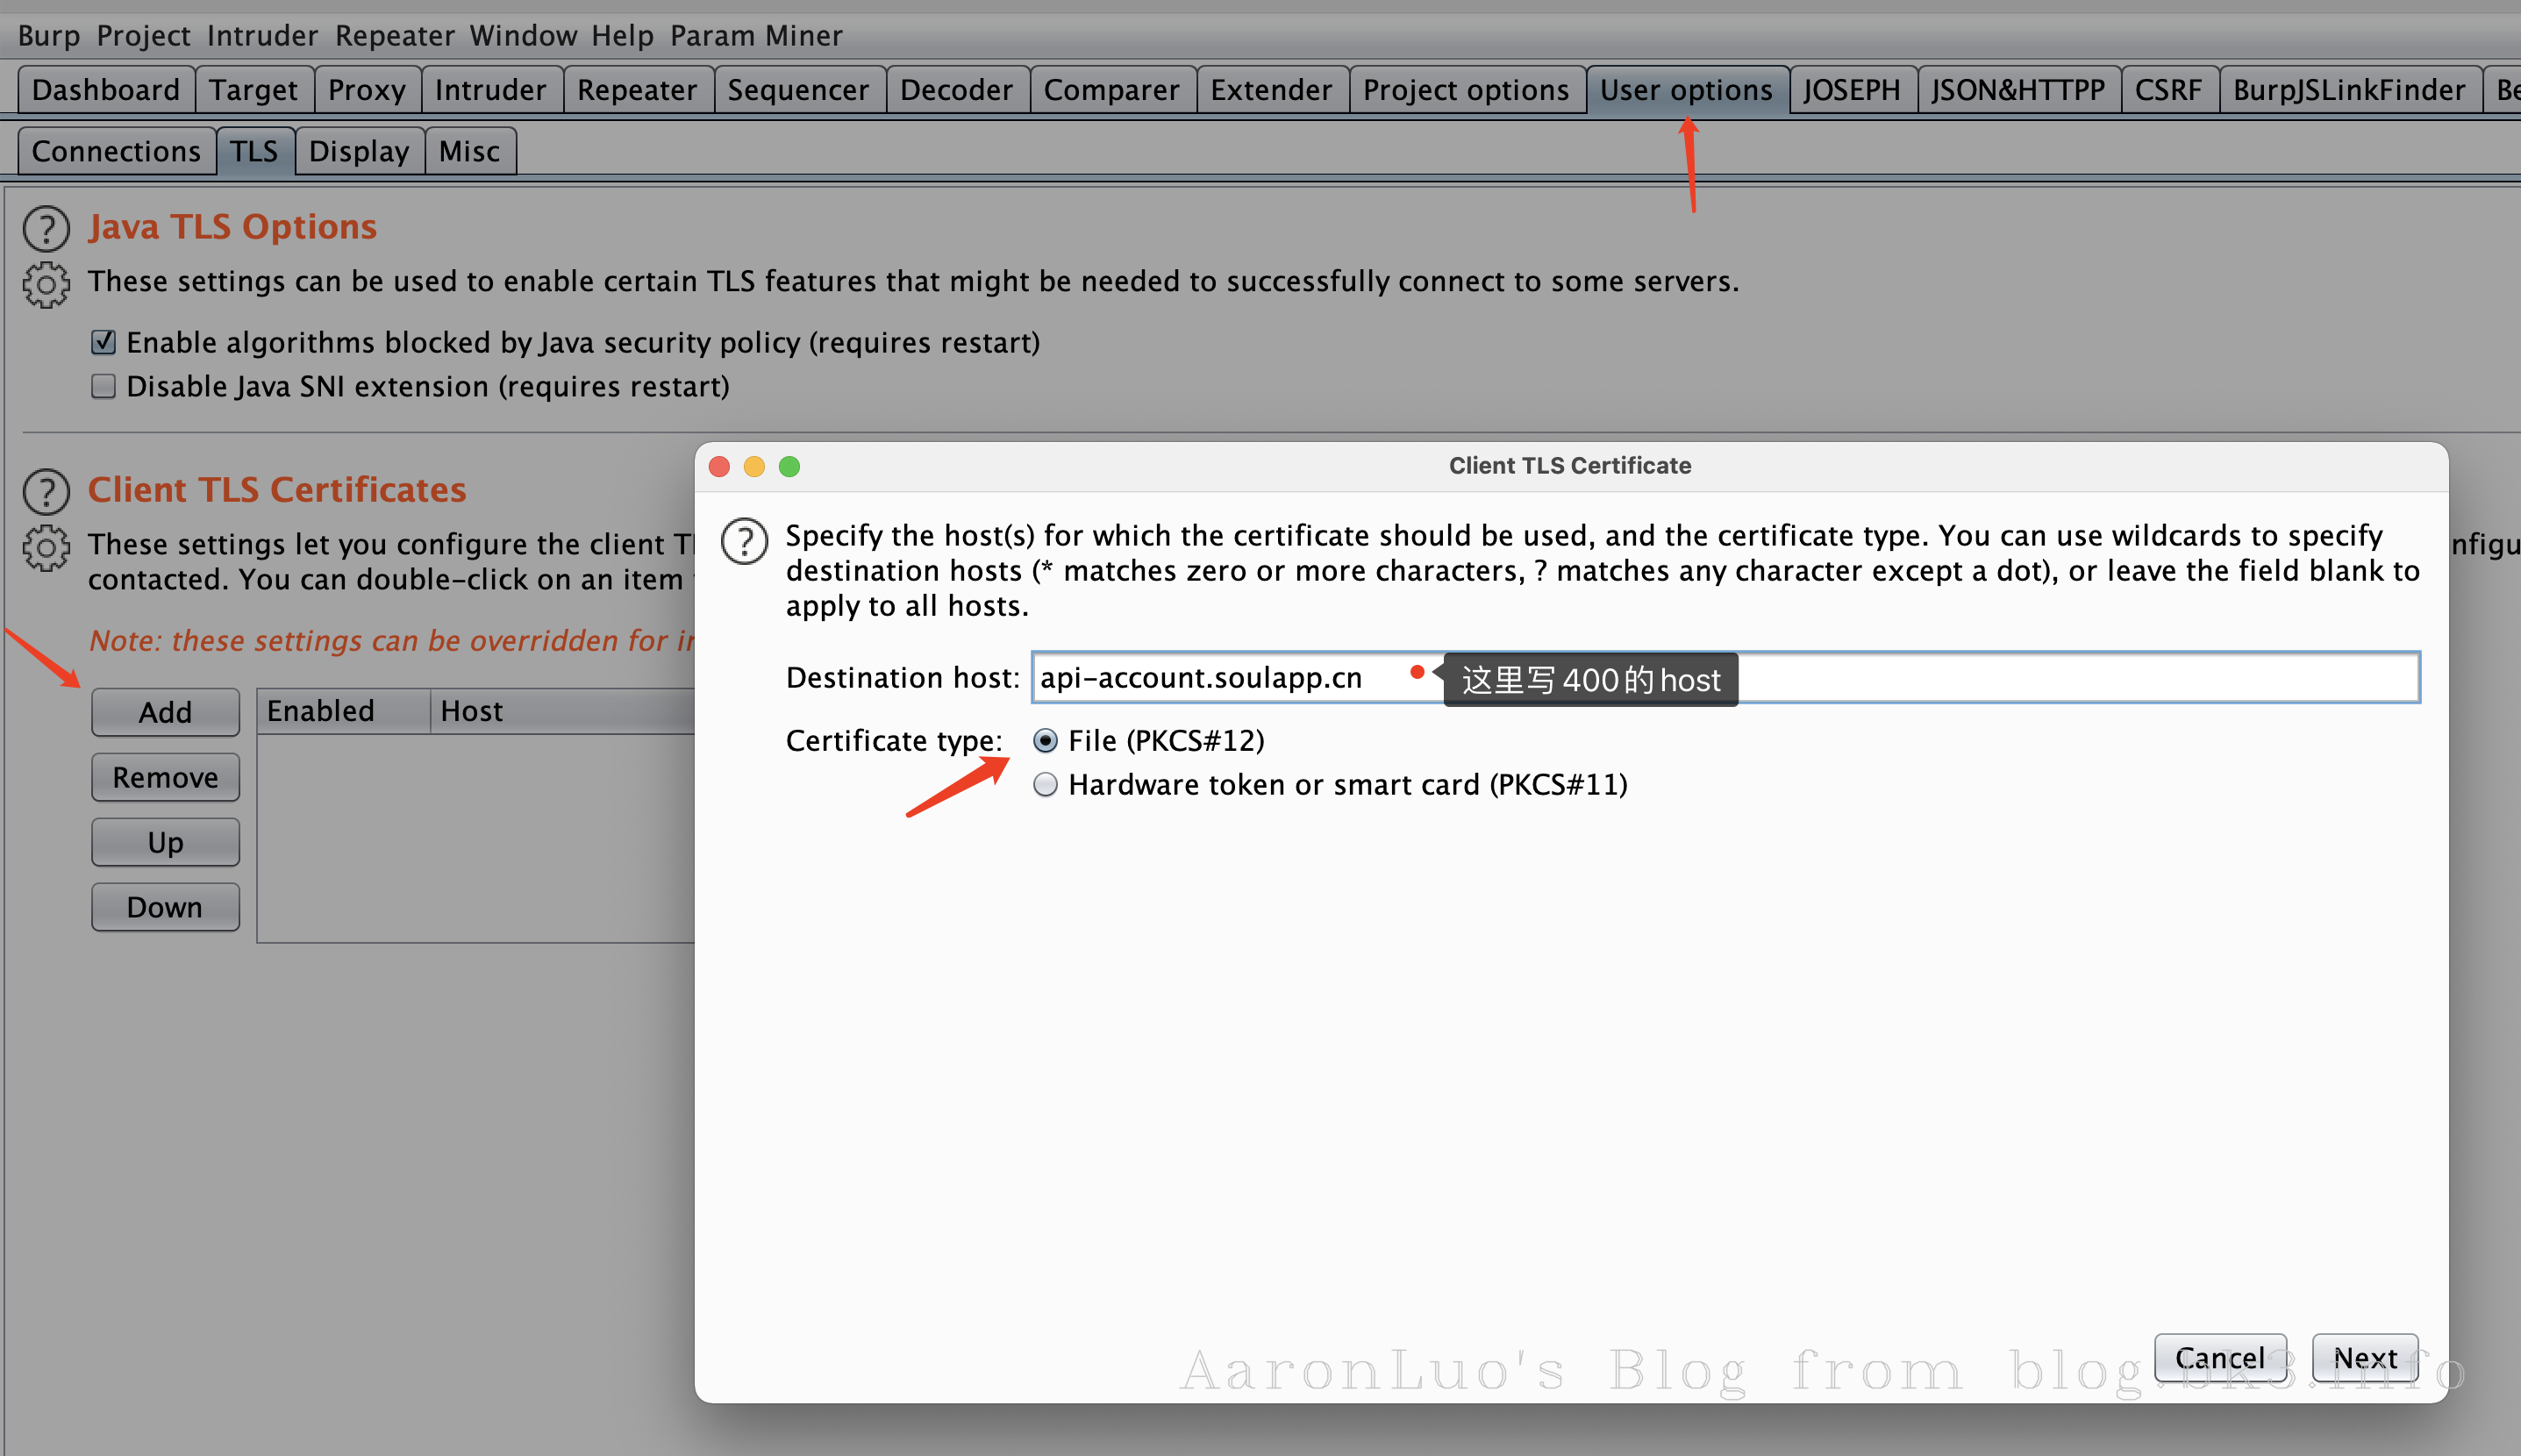 Burp Project Intruder Repeater Window Help Param Miner
Dashboard Target Proxy Intruder Repeater Sequencer Decoder Comparer Extender Project options User options JOSEPH JSON&HTTPP CSRF BurpJSLinkFinder Be
Connections TLS Display Misc
Java TLS Options
These settings can be used to enable certain TLS features that might be needed to successfully connect to some servers.
Enable algorithms blocked by Java security policy (requires restart)
Disable Java SNI extension (requires restart)
Client TLS Certificates
These settings let you configure the client T
nfigu
contacted. You can double-click on an item
Note: these settings can be overridden for i
Add
Remove
Up
Down
Enabled Host
Client TLS Certificate
Specify the host(s) for which the certificate should be used, and the certificate type. You can use wildcards to specify
destination hosts (* matches zero or more characters, ? matches any character except a dot), or leave the field blank to
apply to all hosts.
Destination host: api-account.soulapp.cn 这里写400的host
Certificate type: File (PKCS#12)
Hardware token or smart card (PKCS#11)
Cancel Next
AaronLuo's Blog from blog.bk3.info